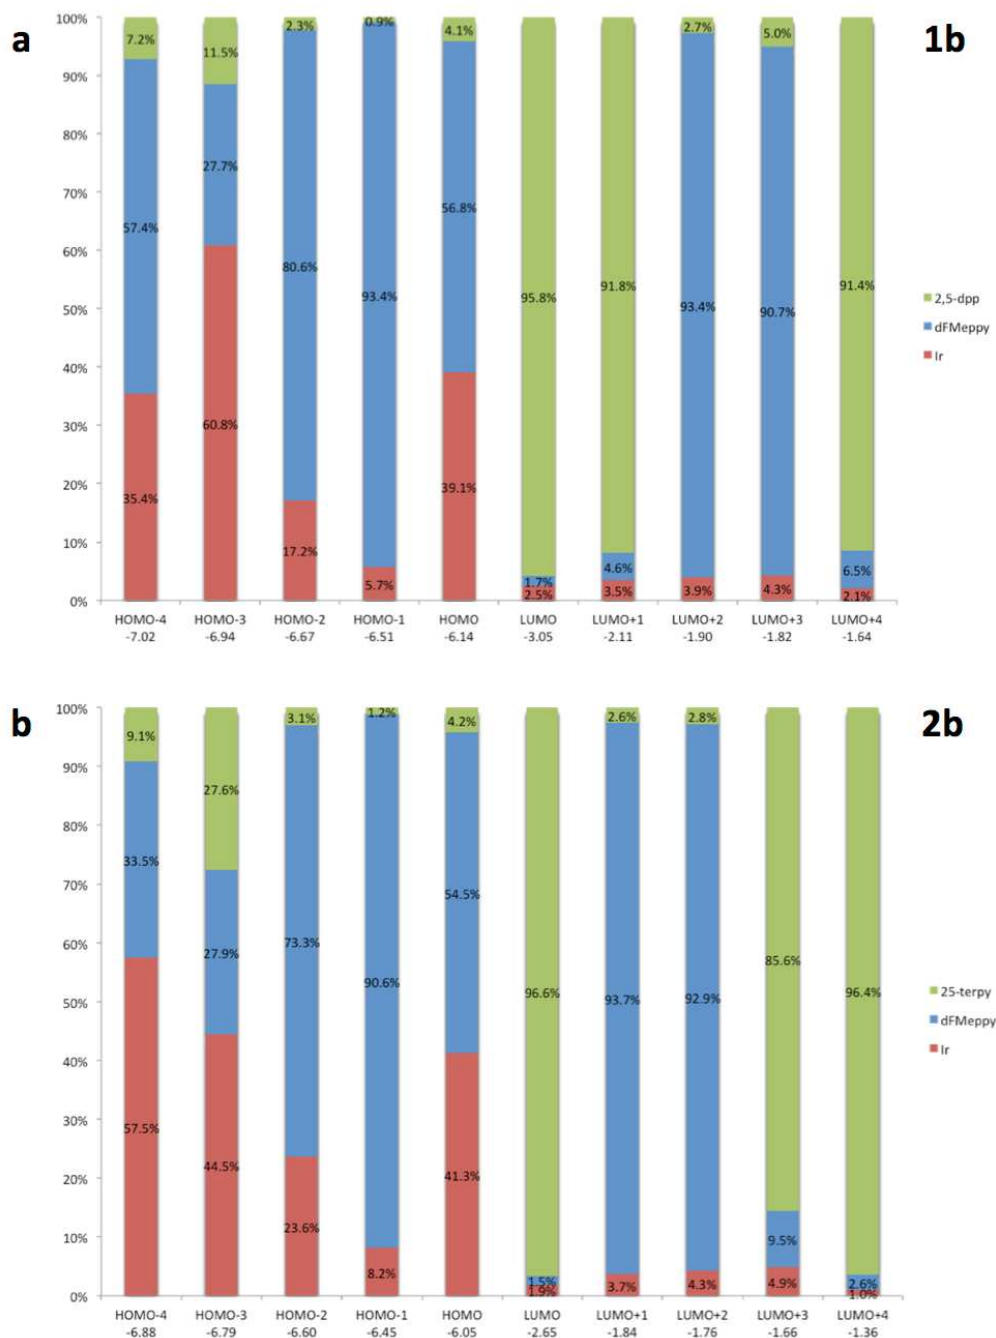 a
1b
100%
90%
80%
70%
60%
50%
40%
30%
20%
10%
0%
7.2% 11.5% 2.3% 0.9% 4.1% 95.8% 91.8% 2.7% 5.0% 91.4%
57.4% 27.7% 80.6% 93.4% 56.8% 1.7% 4.6% 93.4% 90.7% 6.5%
35.4% 60.8% 17.2% 5.7% 39.1% 2.5% 3.5% 3.9% 4.3% 2.1%
HOMO-4 HOMO-3 HOMO-2 HOMO-1 HOMO LUMO LUMO+1 LUMO+2 LUMO+3 LUMO+4
-7.02 -6.94 -6.67 -6.51 -6.14 -3.05 -2.11 -1.90 -1.82 -1.64
2,5-dpp
dFMeppy
Ir
b
2b
100%
90%
80%
70%
60%
50%
40%
30%
20%
10%
0%
9.1% 27.6% 3.1% 1.2% 4.2% 96.6% 2.6% 2.8% 85.6% 96.4%
33.5% 27.9% 73.3% 90.6% 54.5% 1.5% 93.7% 92.9% 9.5% 2.6%
57.5% 44.5% 23.6% 8.2% 41.3% 1.9% 3.7% 4.3% 4.9% 1.0%
HOMO-4 HOMO-3 HOMO-2 HOMO-1 HOMO LUMO LUMO+1 LUMO+2 LUMO+3 LUMO+4
-6.88 -6.79 -6.60 -6.45 -6.05 -2.65 -1.84 -1.76 -1.66 -1.36
25-terpy
dFMeppy
Ir